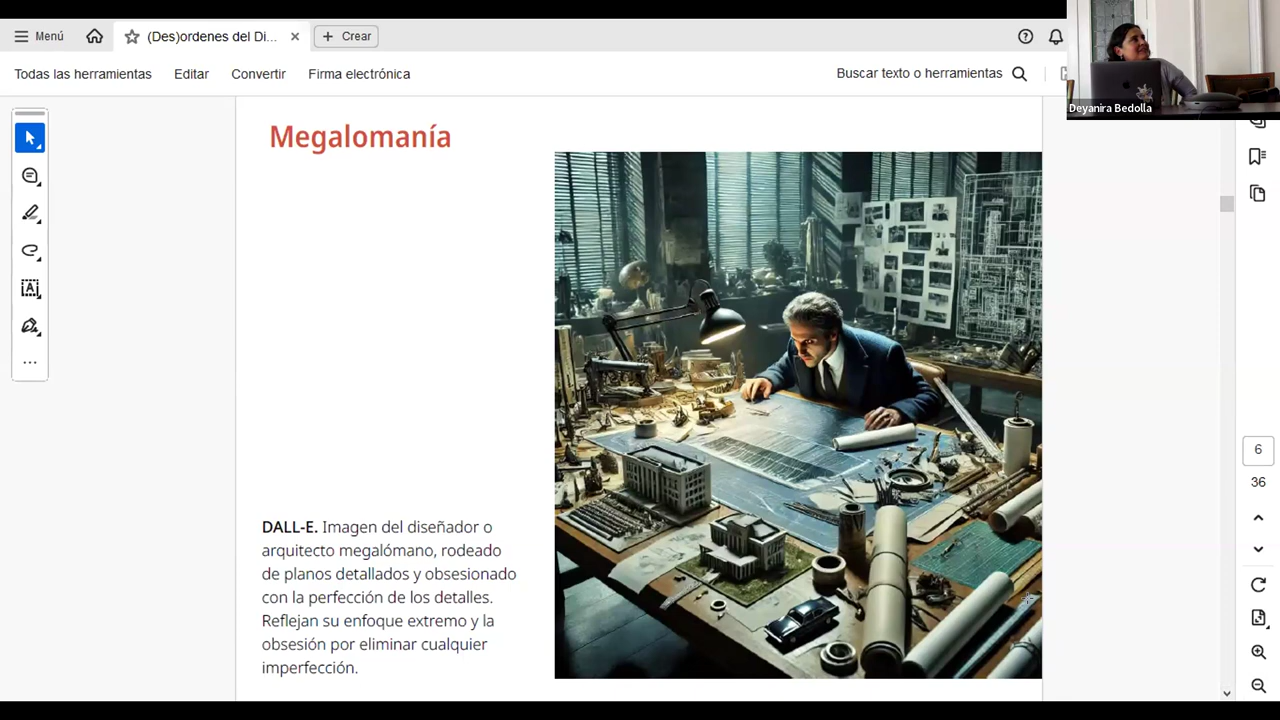 Menú
(Des)ordenes del Di...
Crear
Todas las herramientas
Editar
Convertir
Firma electrónica
Buscar texto o herramientas
Deyanira Bedolla
Megalomanía
DALL-E. Imagen del diseñador o
arquitecto megalómano, rodeado
de planos detallados y obsesionado
con la perfección de los detalles.
Reflejan su enfoque extremo y la
obsesión por eliminar cualquier
imperfección.
6
36